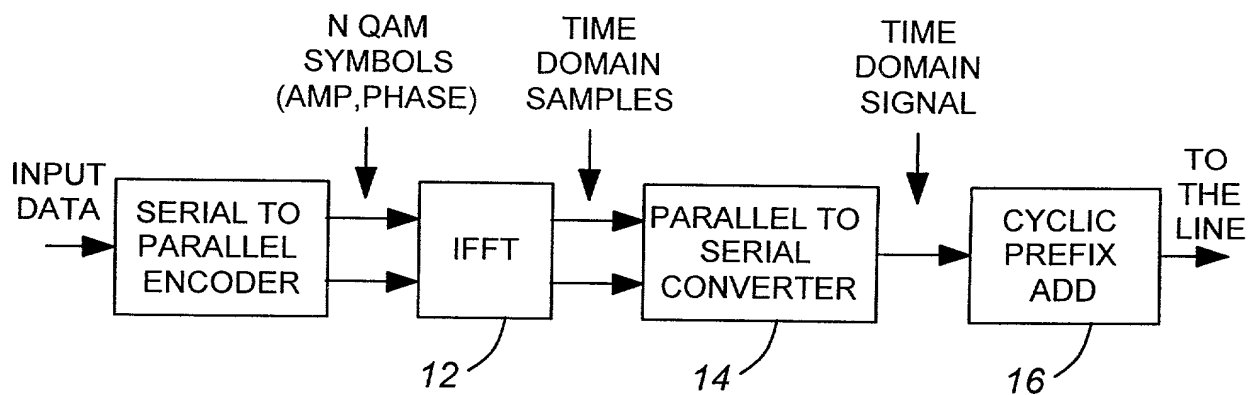 N QAM
SYMBOLS
(AMP,PHASE)
TIME
DOMAIN
SAMPLES
TIME
DOMAIN
SIGNAL
INPUT
DATA
SERIAL TO
PARALLEL
ENCODER
IFFT
PARALLEL TO
SERIAL
CONVERTER
CYCLIC
PREFIX
ADD
TO
THE
LINE
12
14
16